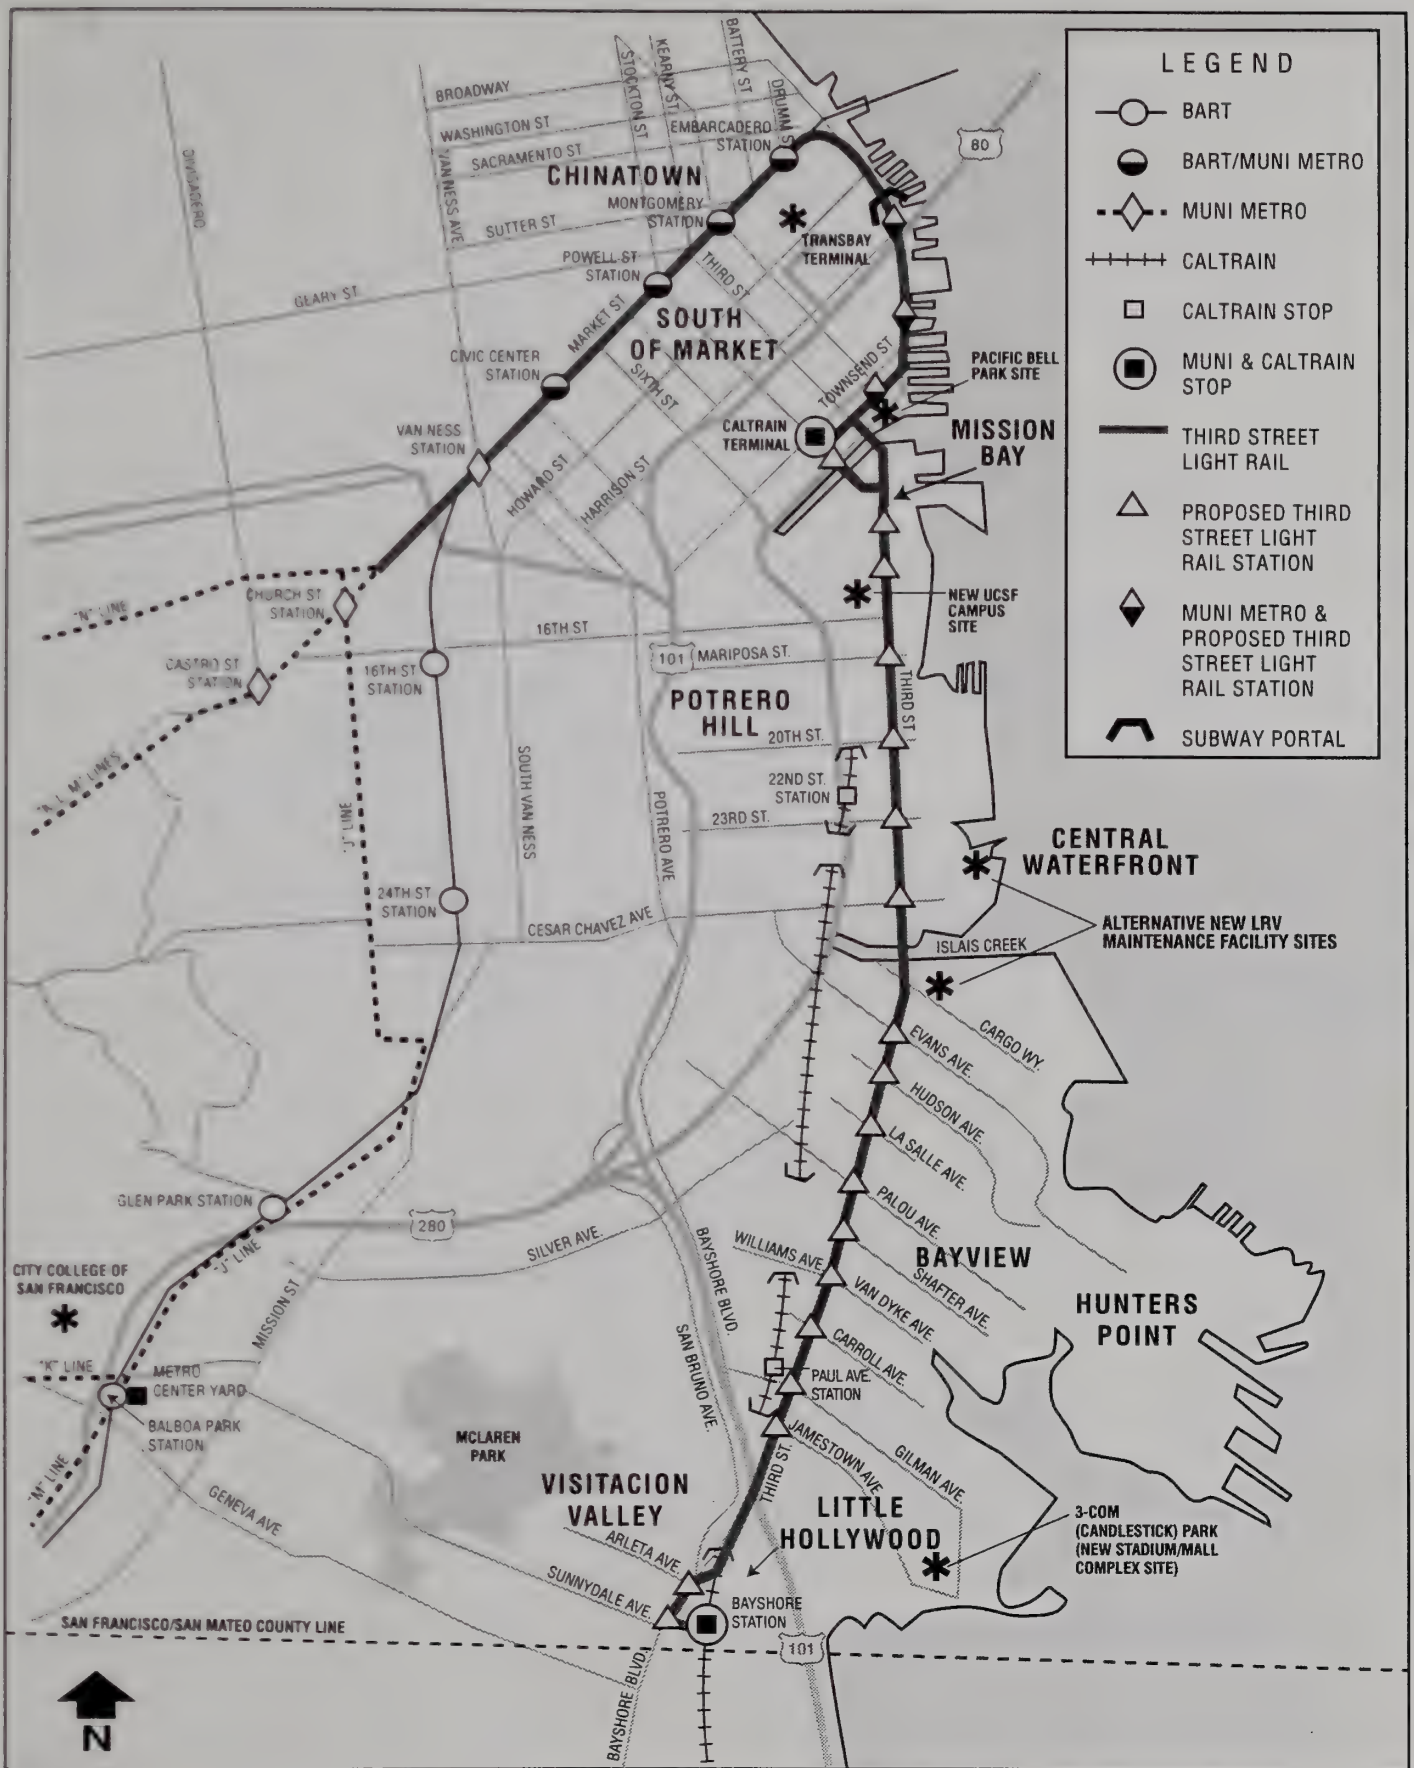 LEGEND
BART
BART/MUNI METRO
MUNI METRO
CALTRAIN
CALTRAIN STOP
MUNI & CALTRAIN
STOP
THIRD STREET
LIGHT RAIL
PROPOSED THIRD
STREET LIGHT
RAIL STATION
MUNI METRO &
PROPOSED THIRD
STREET LIGHT
RAIL STATION
SUBWAY PORTAL
BROADWAY
WASHINGTON ST
SACRAMENTO ST
STOCKTON ST
KEARNY ST
BATTERY ST
DRUMM S
EMBARCADERO
STATION
80
DIVISADERO
VAN NESS AVE
CHINATOWN
MONTGOMERY
STATION
SUTTER ST
TRANSBAY
TERMINAL
POWELL ST
STATION
THIRD ST
GEARY ST
MARKET ST
SOUTH
OF MARKET
CIVIC CENTER
STATION
SIXTH ST
TOWNSEND ST
PACIFIC BELL
PARK SITE
VAN NESS
STATION
CALTRAIN
TERMINAL
MISSION
BAY
HOWARD ST
HARRISON ST
"N" LINE
CHURCH ST
STATION
NEW UCSF
CAMPUS
SITE
16TH ST
CASTRO ST
STATION
16TH ST
STATION
101
MARIPOSA ST.
POTRERO
HILL
THIRD ST
20TH ST.
"K, L, M" LINES
"J" LINE
SOUTH VAN NESS
POTRERO AVE
22ND ST.
STATION
23RD ST.
CENTRAL
WATERFRONT
24TH ST
STATION
CESAR CHAVEZ AVE
ISLAIS CREEK
ALTERNATIVE NEW LRV
MAINTENANCE FACILITY SITES
CARGO WY.
EVANS AVE.
HUDSON AVE.
LA SALLE AVE.
GLEN PARK STATION
280
SILVER AVE.
PALOU AVE.
BAYSHORE BLVD.
WILLIAMS AVE.
BAYVIEW
SHAFTER AVE.
"J" LINE
CITY COLLEGE OF
SAN FRANCISCO
MISSION ST
VAN DYKE AVE.
HUNTERS
POINT
SAN BRUNO AVE.
CARROLL AVE.
"K" LINE
METRO
CENTER YARD
PAUL AVE.
STATION
BALBOA PARK
STATION
MCLAREN
PARK
JAMESTOWN AVE.
GILMAN AVE.
"M" LINE
GENEVA AVE
VISITACION
VALLEY
THIRD ST.
LITTLE
HOLLYWOOD
3-COM
(CANDLESTICK) PARK
(NEW STADIUM/MALL
COMPLEX SITE)
ARLETA AVE.
SUNNYDALE AVE.
BAYSHORE
STATION
SAN FRANCISCO/SAN MATEO COUNTY LINE
101
BAYSHORE BLVD.
N